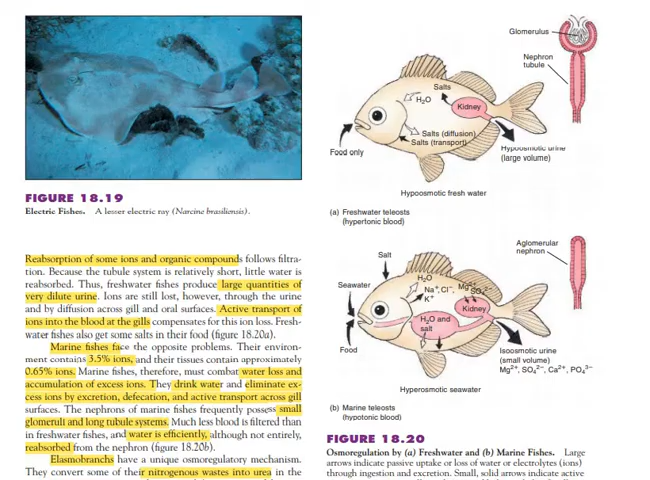 FIGURE 18.19
Electric Fishes. A lesser electric ray (Narcine brasiliensis).
Reabsorption of some ions and organic compounds follows filtra-
tion. Because the tubule system is relatively short, little water is
reabsorbed. Thus, freshwater fishes produce large quantities of
very dilute urine. Ions are still lost, however, through the urine
and by diffusion across gill and oral surfaces. Active transport of
ions into the blood at the gills compensates for this ion loss. Fresh-
water fishes also get some salts in their food (figure 18.20a).
Marine fishes face the opposite problems. Their environ-
ment contains 3.5% ions, and their tissues contain approximately
0.65% ions. Marine fishes, therefore, must combat water loss and
accumulation of excess ions. They drink water and eliminate ex-
cess ions by excretion, defecation, and active transport across gill
surfaces. The nephrons of marine fishes frequently possess small
glomeruli and long tubule systems. Much less blood is filtered than
in freshwater fishes, and water is efficiently, although not entirely,
reabsorbed from the nephron (figure 18.20b).
Elasmobranchs have a unique osmoregulatory mechanism.
They convert some of their nitrogenous wastes into urea in the
Glomerulus
Nephron
tubule
Salts
H2O
Kidney
Salts (diffusion)
Salts (transport)
Food only
Hypoosmotic urine
(large volume)
Hypoosmotic fresh water
(a) Freshwater teleosts
(hypertonic blood)
Aglomerular
nephron
Salt
Seawater
H2O
Na+,Cl−,
K+
Mg2+,
SO42−
Kidney
H2O and
salt
Food
Isoosmotic urine
(small volume)
Mg2+, SO42−, Ca2+, PO43−
Hyperosmotic seawater
(b) Marine teleosts
(hypotonic blood)
FIGURE 18.20
Osmoregulation by (a) Freshwater and (b) Marine Fishes. Large
arrows indicate passive uptake or loss of water or electrolytes (ions)
through ingestion and excretion. Small, solid arrows indicate active